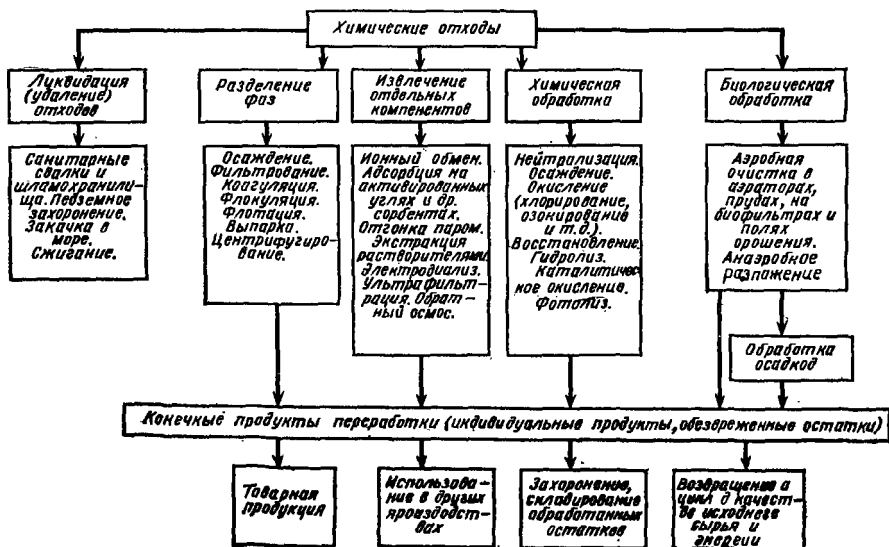 Химические отходы
Ликвидация
(удаление)
отходов
Разделение
фаз
Извлечение
отдельных
компонентов
Химическая
обработка
Биологическая
обработка
Санитарные
свалки и
шламохранили-
ща. Педземное
захоронение.
Закачка в
море.
Сжигание.
Осаждение.
Фильтрование.
Коагуляция.
Флокуляция.
Флотация.
Выпарка.
Центрифугиро-
вание.
Ионный обмен.
Адсорбция на
активированных
углях и др.
сорбентах.
Отгонка паром.
Экстракция
растворителями.
Электродиализ.
Ультрафильт-
рация. Обрат-
ный осмос.
Нейтрализация.
Осаждение.
Окисление
(хлорирование,
озонирование
и т.д.).
Восстановление.
Гидролиз.
Каталитичес-
кое окисление.
Фотолиз.
Аэробная
очистка в
аэраторах,
прудах, на
биофильтрах и
полях
орошения.
Анаэробное
разложение
Обработка
осадкод
Конечные продукты переработки (индивидуальные продукты, обезвреженные остатки)
Товарная
продукция
Использова-
ние в других
яроиздодст-
вах
Захоронение,
складирование
обработанных
остатков
Возвращение а
цикл д качест-
ве исходнего
сырья и
энергии